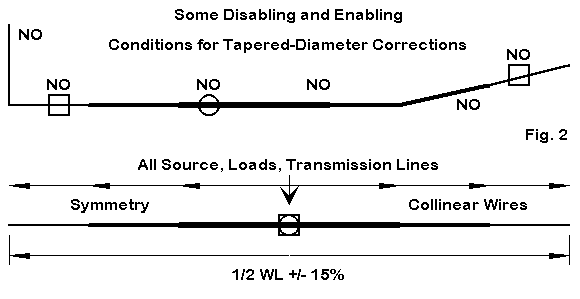 Some Disabling and Enabling
NO
Conditions for Tapered-Diameter Corrections
NO
NO
NO
NO
NO
Fig. 2
All Source, Loads, Transmission Lines
Symmetry
Collinear Wires
1/2 WL +/- 15%